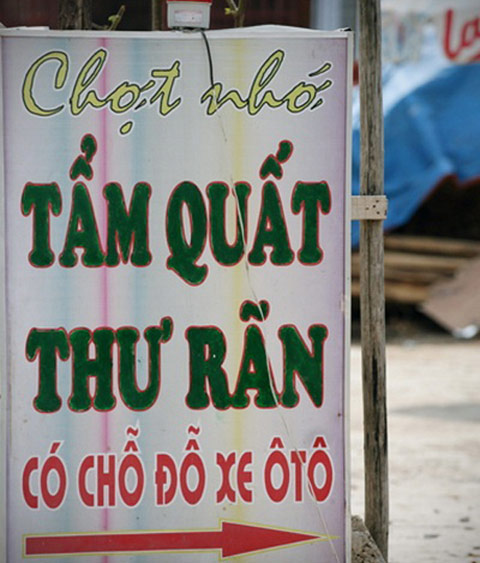 Chợt nhớ
TẨM QUẤT
THƯ RÃN
CÓ CHỖ ĐỖ XE ÔTÔ